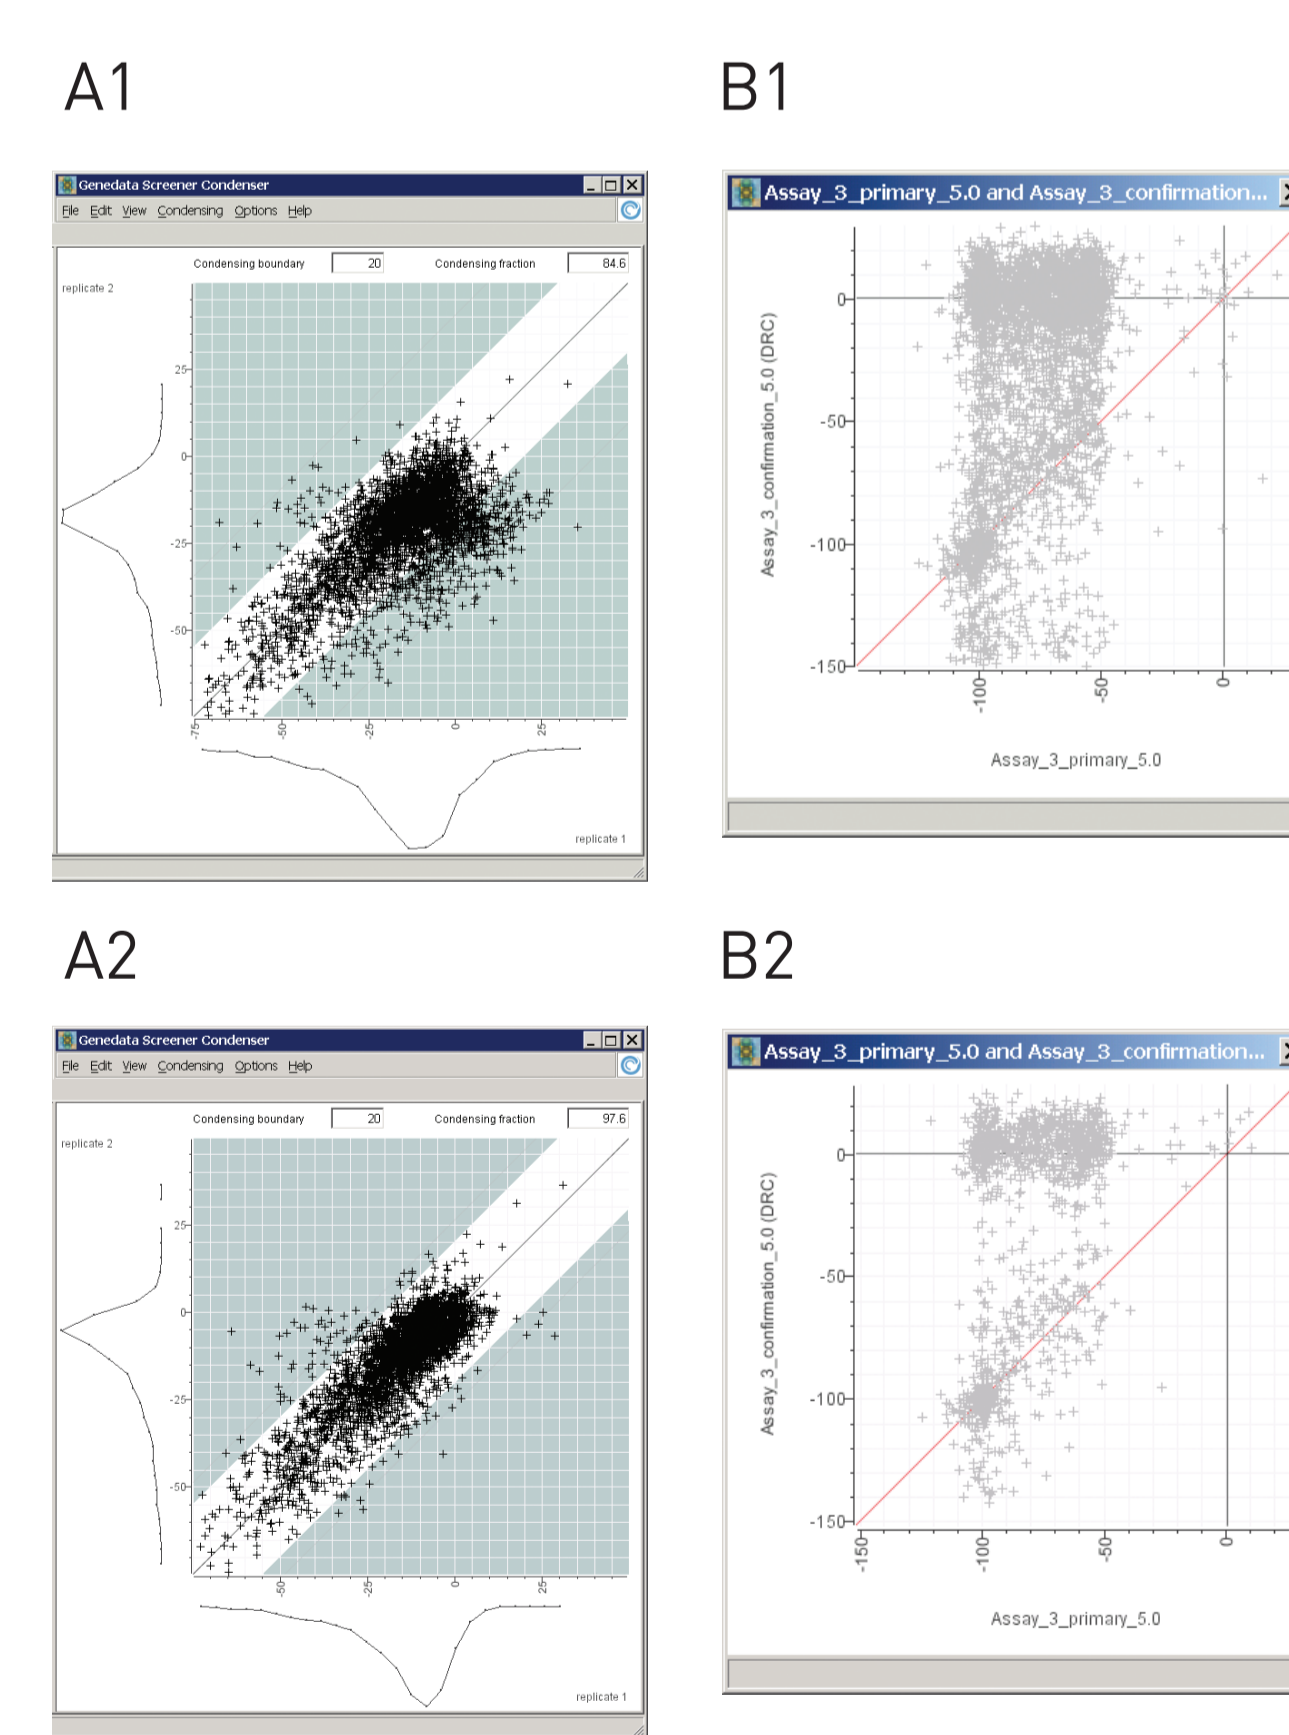 A1
Genedata Screener Condenser
File Edit View Condensing Options Help
Condensing boundary 20 Condensing fraction 84.6
replicate 2
25
0
-25
-50
-75 -50 -25 0 25
replicate 1
B1
Assay_3_primary_5.0 and Assay_3_confirmation...
Assay_3_confirmation_5.0 (DRC)
0
-50
-100
-150
-100 -50 0
Assay_3_primary_5.0
A2
Genedata Screener Condenser
File Edit View Condensing Options Help
Condensing boundary 20 Condensing fraction 97.6
replicate 2
25
0
-25
-50
-50 -25 0 25
replicate 1
B2
Assay_3_primary_5.0 and Assay_3_confirmation...
Assay_3_confirmation_5.0 (DRC)
0
-50
-100
-150
-150 -100 -50 0
Assay_3_primary_5.0